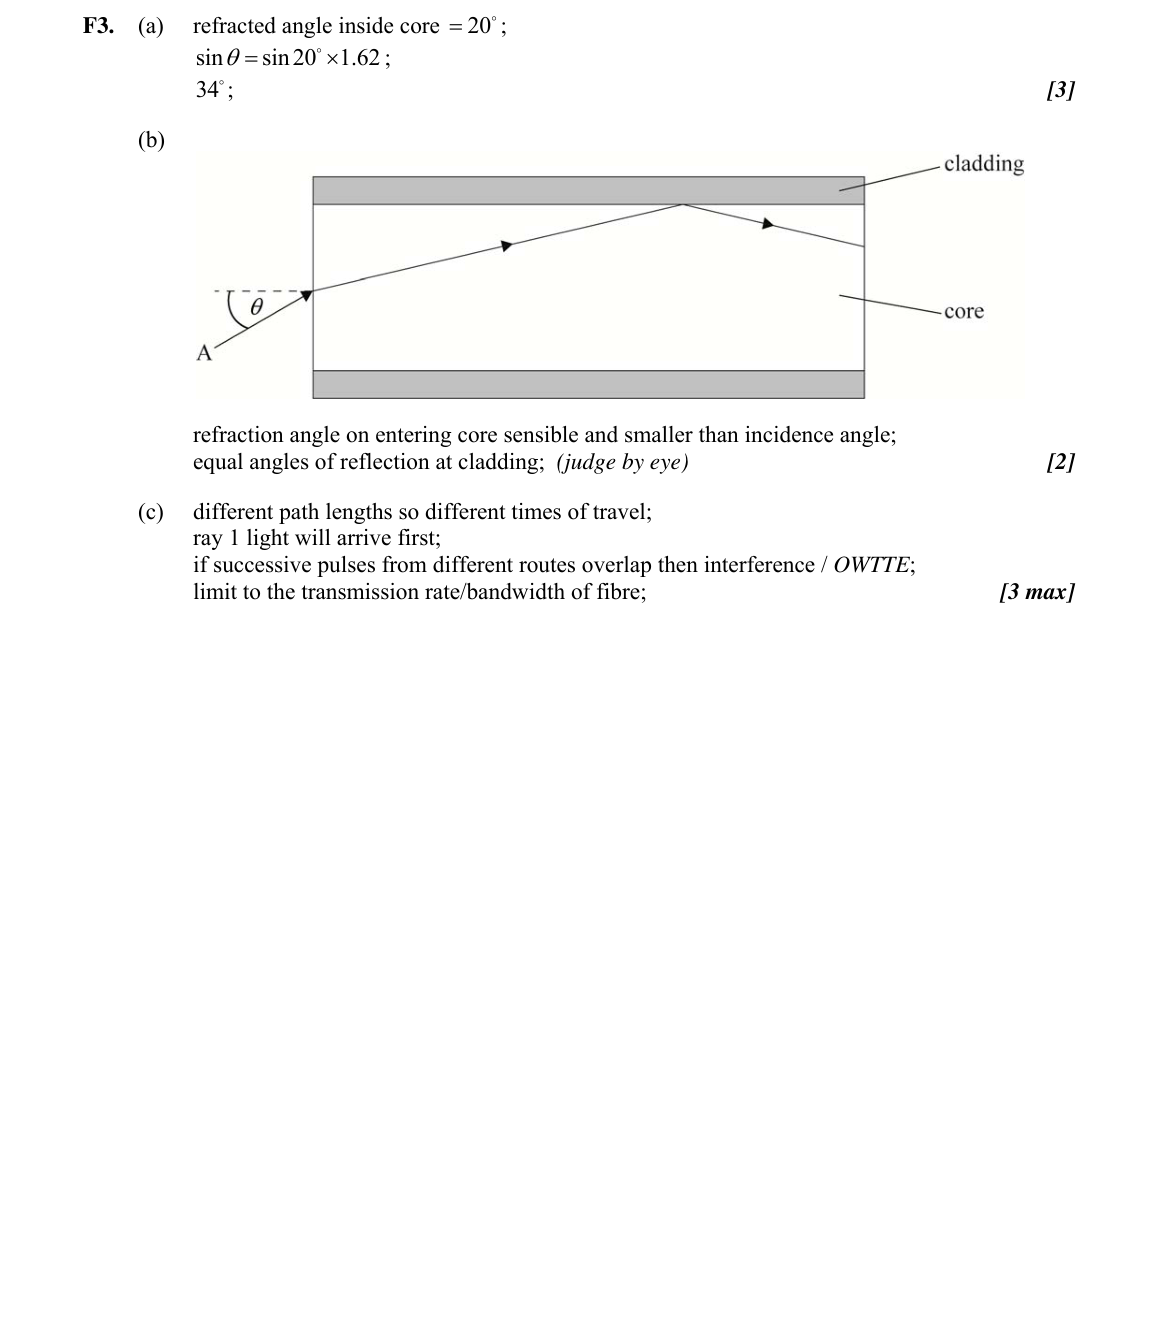 F3. (a) refracted angle inside core = 20°;
sin θ = sin 20° ×1.62;
34°; [3]
(b)
cladding
θ
core
A
refraction angle on entering core sensible and smaller than incidence angle;
equal angles of reflection at cladding; (judge by eye) [2]
(c) different path lengths so different times of travel;
ray 1 light will arrive first;
if successive pulses from different routes overlap then interference / OWTTE;
limit to the transmission rate/bandwidth of fibre; [3 max]